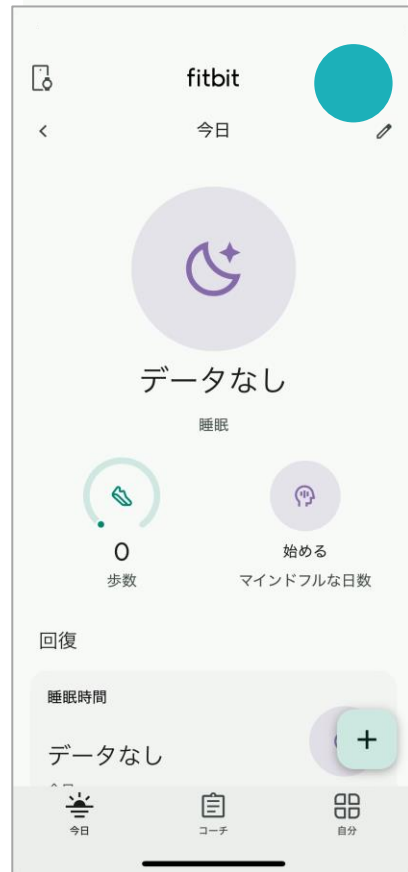 fitbit
今日
データなし
睡眠
0
歩数
始める
マインドフルな日数
回復
睡眠時間
データなし
今日
コーチ
自分